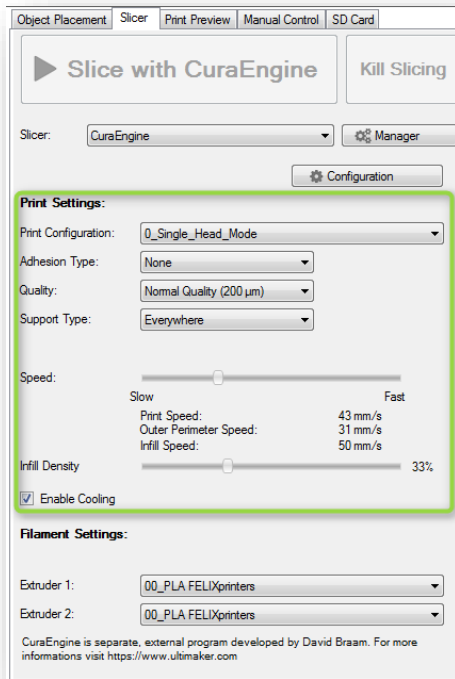 Object Placement Slicer Print Preview Manual Control SD Card
Slice with CuraEngine Kill Slicing
Slicer: CuraEngine Manager
Configuration
Print Settings:
Print Configuration: 0_Single_Head_Mode
Adhesion Type: None
Quality: Normal Quality (200 µm)
Support Type: Everywhere
Speed:
Slow Fast
Print Speed: 43 mm/s
Outer Perimeter Speed: 31 mm/s
Infill Speed: 50 mm/s
Infill Density 33%
Enable Cooling
Filament Settings:
Extruder 1: 00_PLA FELIXprinters
Extruder 2: 00_PLA FELIXprinters
CuraEngine is separate, external program developed by David Braam. For more
informations visit https://www.ultimaker.com